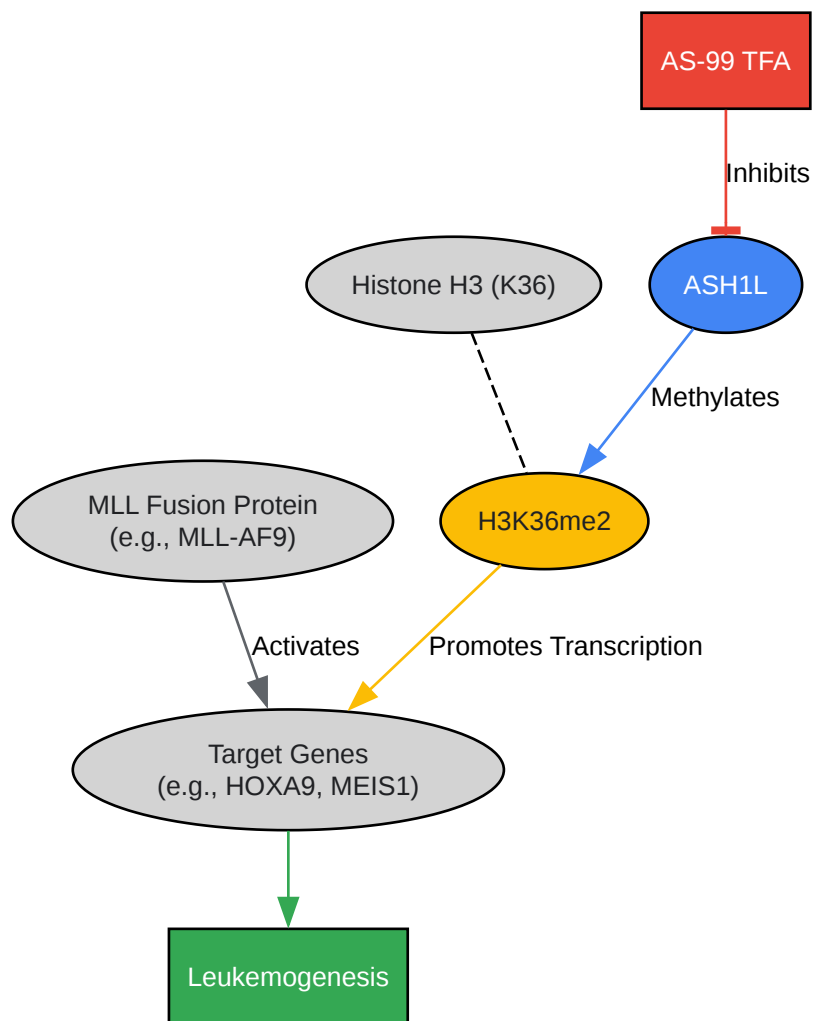 AS-99 TFA
Inhibits
Histone H3 (K36)
ASH1L
Methylates
MLL Fusion Protein
(e.g., MLL-AF9)
H3K36me2
Activates
Promotes Transcription
Target Genes
(e.g., HOXA9, MEIS1)
Leukemogenesis